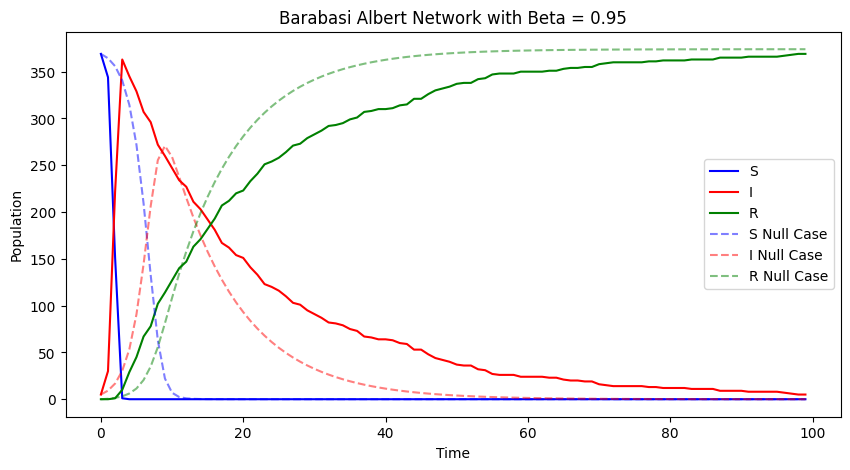 Barabasi Albert Network with Beta = 0.95
Population
350
300
250
200
150
100
50
0
S
I
R
S Null Case
I Null Case
R Null Case
0 20 40 60 80 100
Time